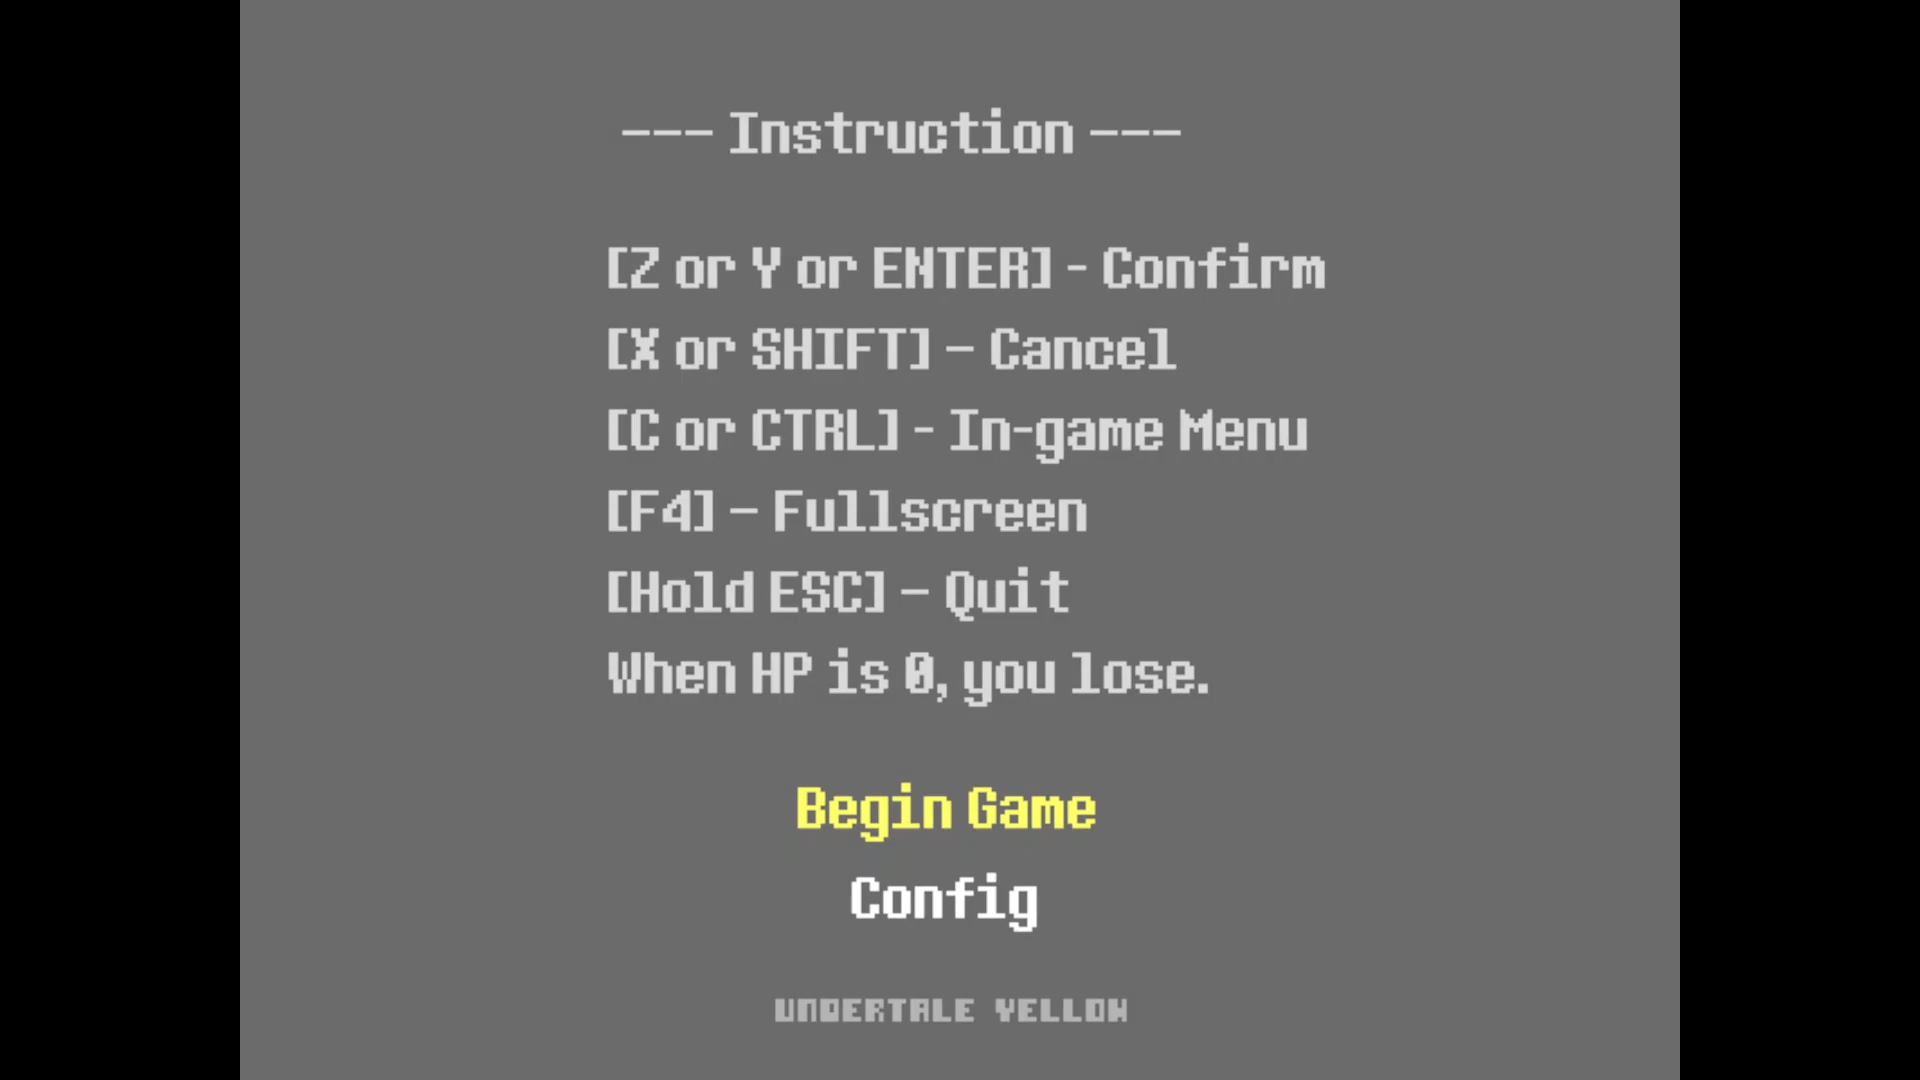 --- Instruction ---
[Z or Y or ENTER] - Confirm
[X or SHIFT] - Cancel
[C or CTRL] - In-game Menu
[F4] - Fullscreen
[Hold ESC] - Quit
When HP is 0, you lose.
Begin Game
Config
UNDERTALE YELLOW